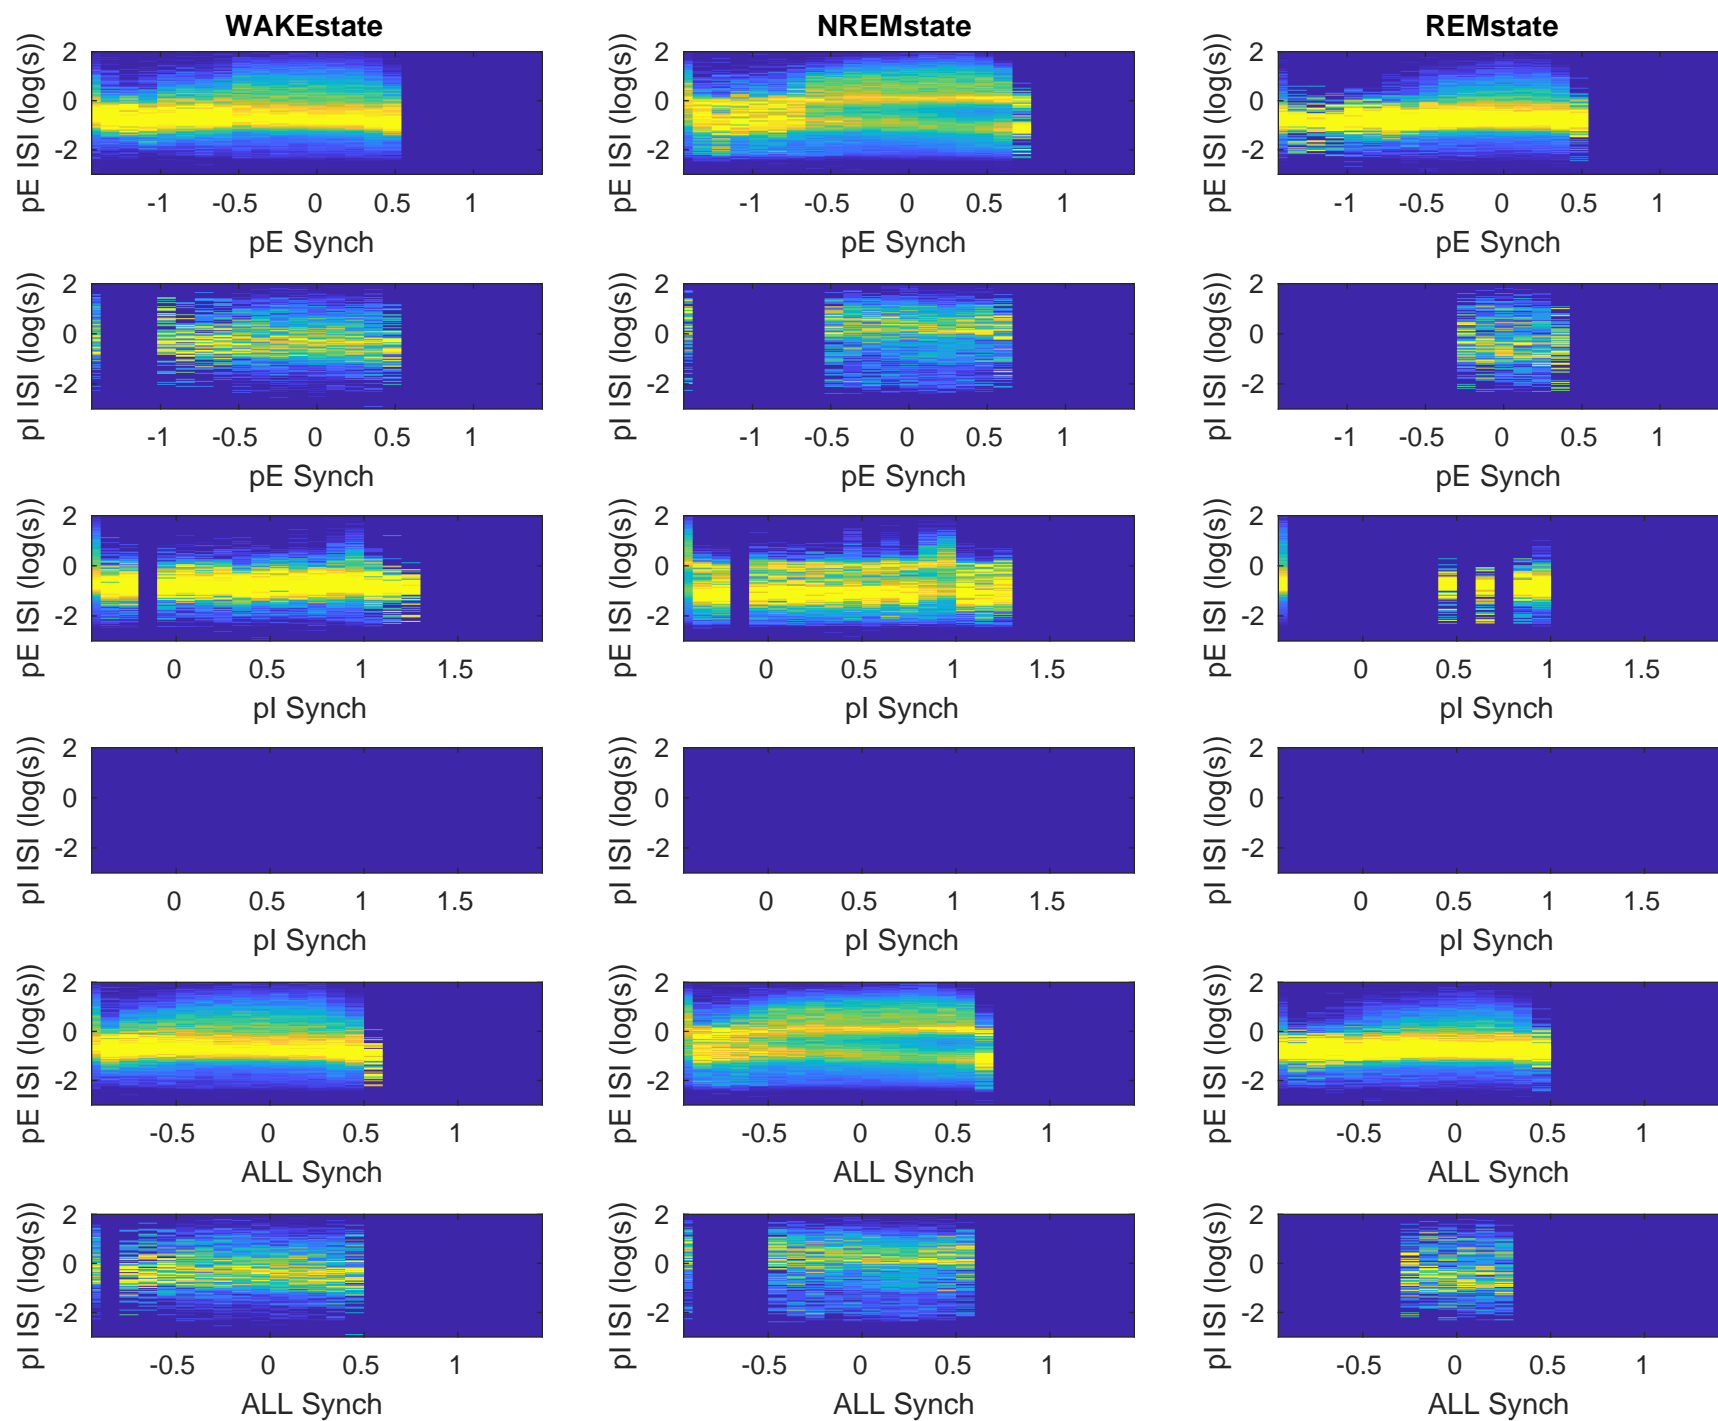 WAKEstate NREMstate REMstate
pE ISI (log(s)) 2 0 -2 pE ISI (log(s)) 2 0 -2 pE ISI (log(s)) 2 0 -2
-1 -0.5 0 0.5 1 -1 -0.5 0 0.5 1 -1 -0.5 0 0.5 1
pE Synch pE Synch pE Synch
pI ISI (log(s)) 2 0 -2 pI ISI (log(s)) 2 0 -2 pI ISI (log(s)) 2 0 -2
-1 -0.5 0 0.5 1 -1 -0.5 0 0.5 1 -1 -0.5 0 0.5 1
pE Synch pE Synch pE Synch
pE ISI (log(s)) 2 0 -2 pE ISI (log(s)) 2 0 -2 pE ISI (log(s)) 2 0 -2
0 0.5 1 1.5 0 0.5 1 1.5 0 0.5 1 1.5
pI Synch pI Synch pI Synch
pI ISI (log(s)) 2 0 -2 pI ISI (log(s)) 2 0 -2 pI ISI (log(s)) 2 0 -2
0 0.5 1 1.5 0 0.5 1 1.5 0 0.5 1 1.5
pI Synch pI Synch pI Synch
pE ISI (log(s)) 2 0 -2 pE ISI (log(s)) 2 0 -2 pE ISI (log(s)) 2 0 -2
-0.5 0 0.5 1 -0.5 0 0.5 1 -0.5 0 0.5 1
ALL Synch ALL Synch ALL Synch
pI ISI (log(s)) 2 0 -2 pI ISI (log(s)) 2 0 -2 pI ISI (log(s)) 2 0 -2
-0.5 0 0.5 1 -0.5 0 0.5 1 -0.5 0 0.5 1
ALL Synch ALL Synch ALL Synch